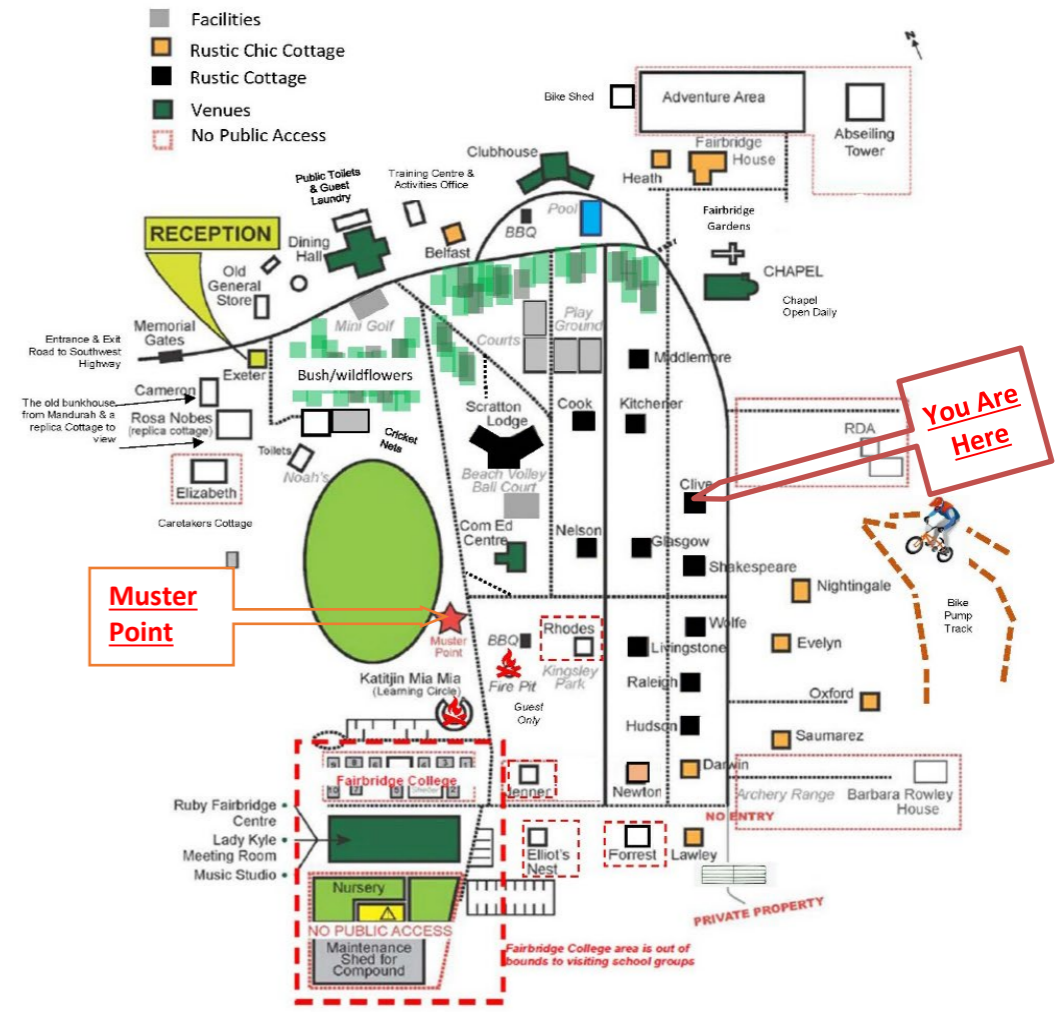 Facilities
Rustic Chic Cottage
Rustic Cottage
Venues
No Public Access
N
Bike Shed
Adventure Area
Abseiling
Tower
Fairbridge
House
Heath
Clubhouse
Public Toilets
& Guest
Laundry
Training Centre &
Activities Office
Pool
BBQ
Fairbridge
Gardens
RECEPTION
Dining
Hall
Belfast
CHAPEL
Chapel
Open Daily
Old
General
Store
Mini Golf
Courts
Play
Ground
Memorial
Gates
Entrance & Exit
Road to Southwest
Highway
Exeter
Bush/wildflowers
Middlemore
Cameron
The old bunkhouse
from Mandurah & a
replica Cottage to
view
Rosa Nobes
(replica cottage)
Scratton
Lodge
Cook
Kitchener
You Are
Here
RDA
Cricket
Nets
Toilets
Noah's
Elizabeth
Caretakers Cottage
Beach Volley
Ball Court
Clive
Com Ed
Centre
Nelson
Glasgow
Shakespeare
Nightingale
Bike
Pump
Track
Muster
Point
Muster
Point
BBQ
Rhodes
Wolfe
Livingstone
Evelyn
Kingsley
Park
Fire Pit
Guest
Only
Katitjin Mia Mia
(Learning Circle)
Raleigh
Oxford
Hudson
Saumarez
Fairbridge College
Jenner
Newton
Darwin
Archery Range
Barbara Rowley
House
NO ENTRY
Ruby Fairbridge
Centre
Lady Kyle
Meeting Room
Music Studio
Elliot's
Nest
Forrest
Lawley
PRIVATE PROPERTY
Nursery
NO PUBLIC ACCESS
Maintenance
Shed for
Compound
Fairbridge College area is out of
bounds to visiting school groups